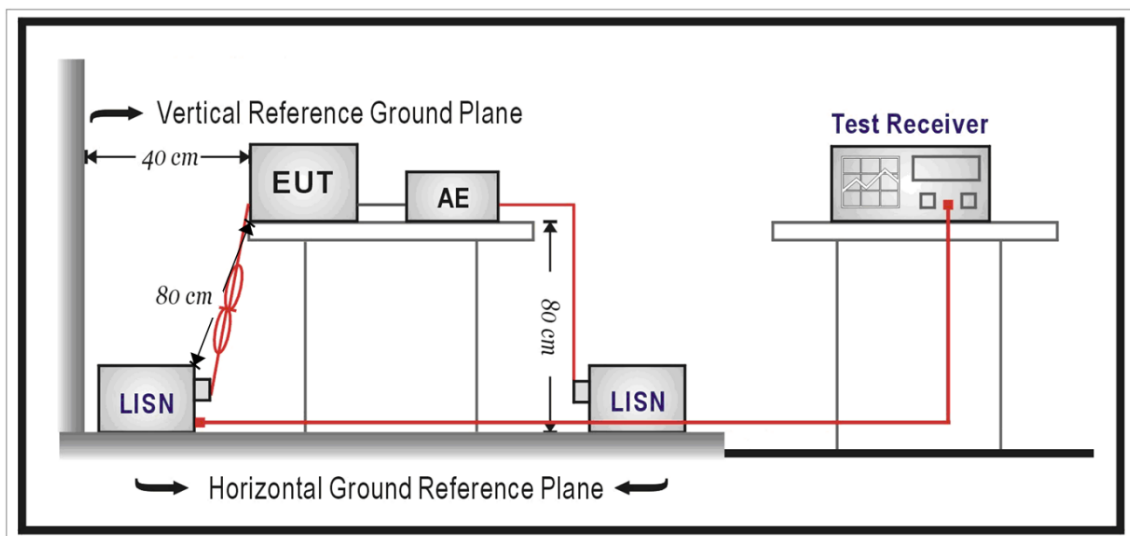 Vertical Reference Ground Plane
Test Receiver
40 cm
EUT
AE
80 cm
80 cm
LISN
LISN
Horizontal Ground Reference Plane